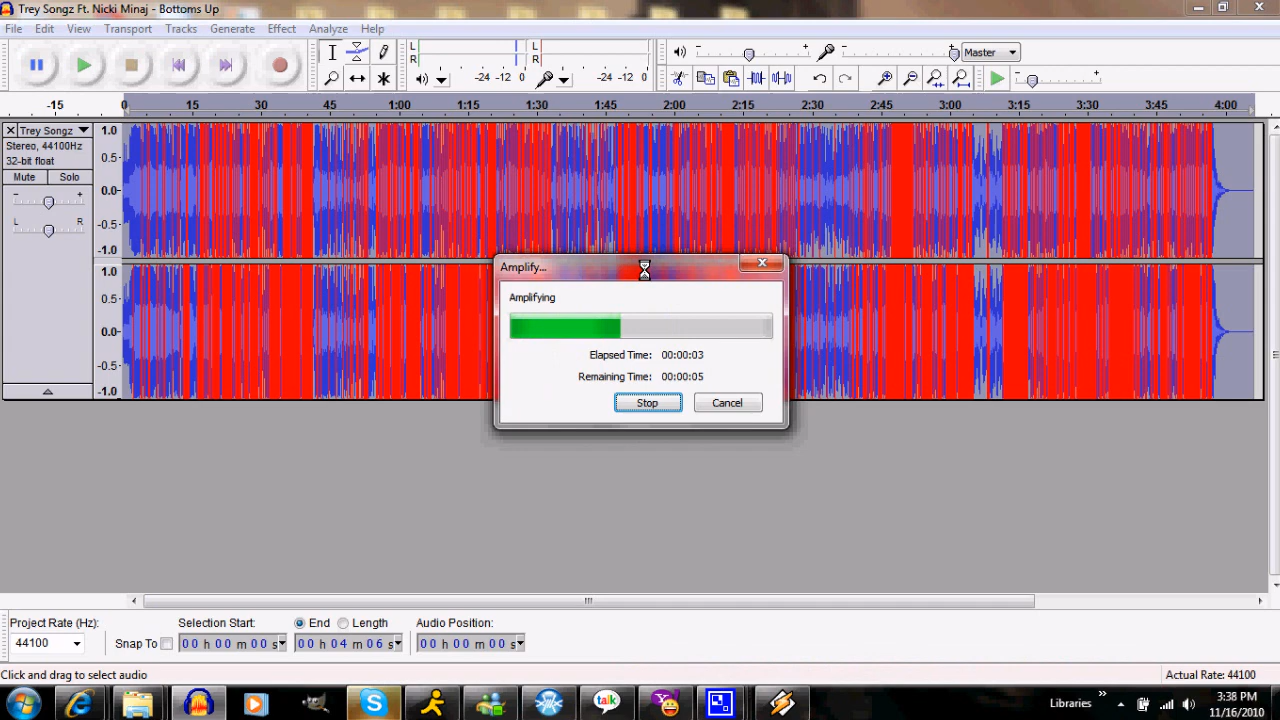 Trey Songz Ft. Nicki Minaj - Bottoms Up
File Edit View Transport Tracks Generate Effect Analyze Help
L
R
-24 -12 0
L
R
-24 -12 0
- +
- +
Master
- +
-15 0 15 30 45 1:00 1:15 1:30 1:45 2:00 2:15 2:30 2:45 3:00 3:15 3:30 3:45 4:00
Trey Songz
Stereo, 44100Hz
32-bit float
Mute Solo
- +
L R
1.0
0.5-
0.0-
-0.5-
-1.0
1.0
0.5-
0.0-
-0.5-
-1.0
Amplify...
Amplifying
Elapsed Time: 00:00:03
Remaining Time: 00:00:05
Stop Cancel
Project Rate (Hz):
44100
Snap To
Selection Start:
00 h 00 m 00 s
End Length
00 h 04 m 06 s
Audio Position:
00 h 00 m 00 s
Click and drag to select audio
Actual Rate: 44100
talk
Libraries »
3:38 PM
11/16/2010